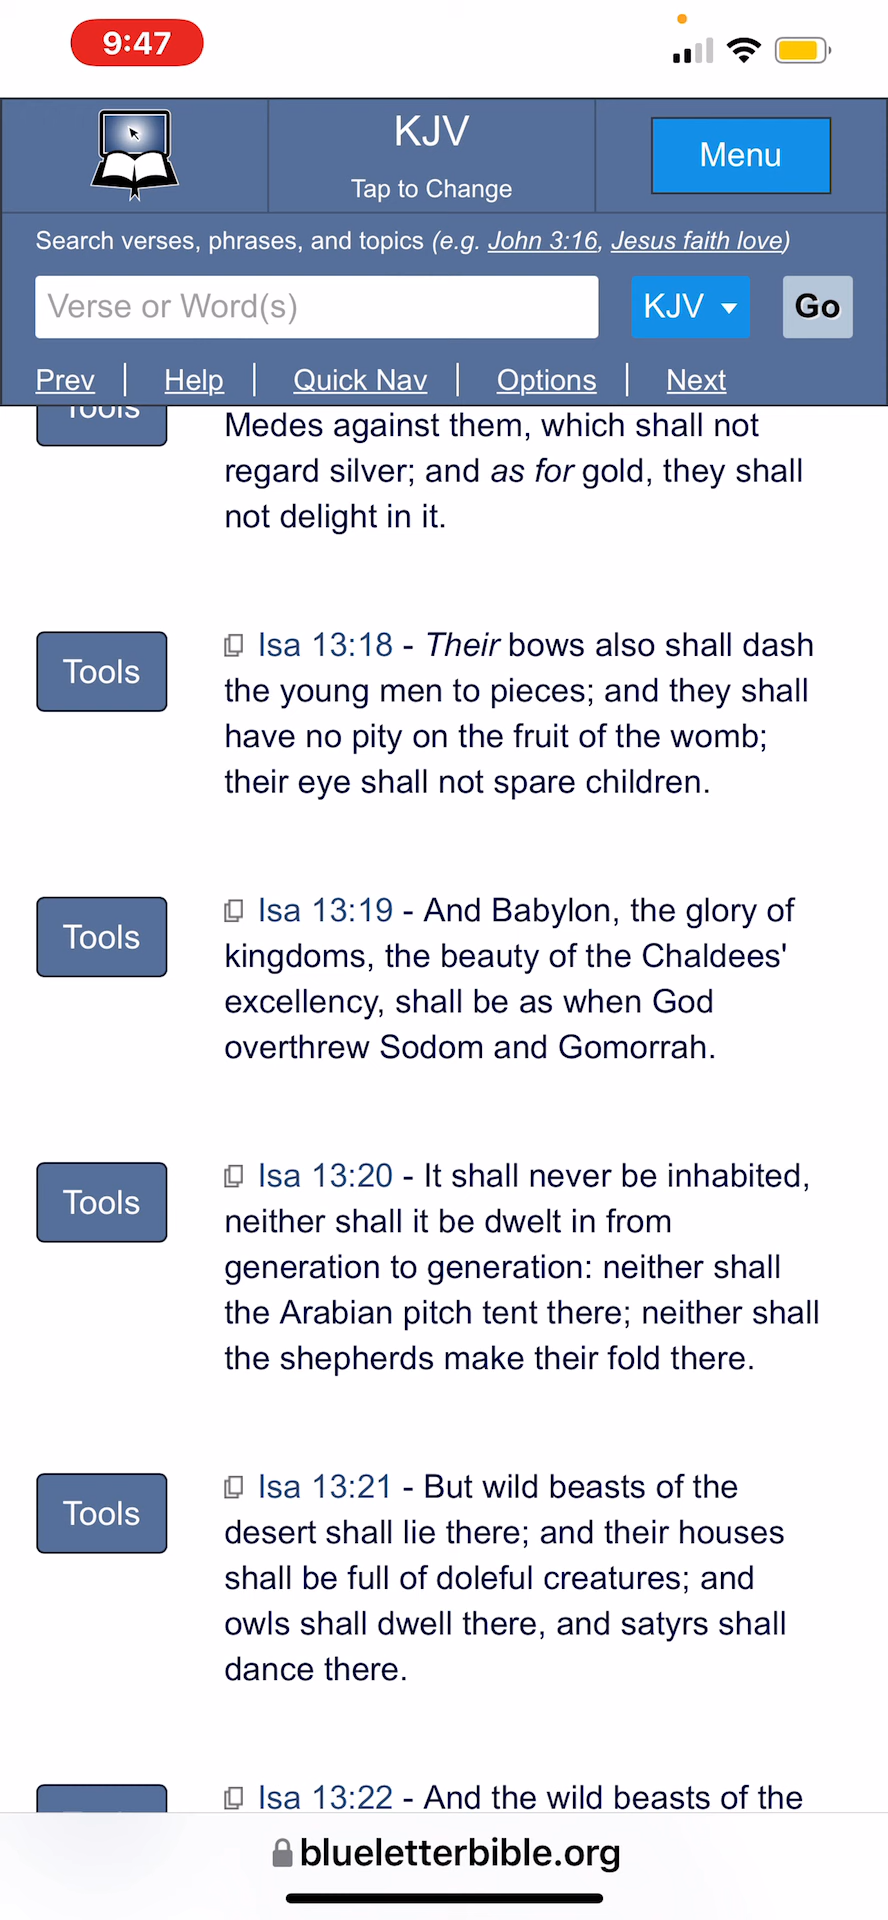 9:47
KJV
Tap to Change
Menu
Search verses, phrases, and topics (e.g. John 3:16, Jesus faith love)
Verse or Word(s)
KJV
Go
Prev | Help | Quick Nav | Options | Next
Tools
Medes against them, which shall not
regard silver; and as for gold, they shall
not delight in it.
Tools
Isa 13:18 - Their bows also shall dash
the young men to pieces; and they shall
have no pity on the fruit of the womb;
their eye shall not spare children.
Tools
Isa 13:19 - And Babylon, the glory of
kingdoms, the beauty of the Chaldees'
excellency, shall be as when God
overthrew Sodom and Gomorrah.
Tools
Isa 13:20 - It shall never be inhabited,
neither shall it be dwelt in from
generation to generation: neither shall
the Arabian pitch tent there; neither shall
the shepherds make their fold there.
Tools
Isa 13:21 - But wild beasts of the
desert shall lie there; and their houses
shall be full of doleful creatures; and
owls shall dwell there, and satyrs shall
dance there.
Isa 13:22 - And the wild beasts of the
blueletterbible.org